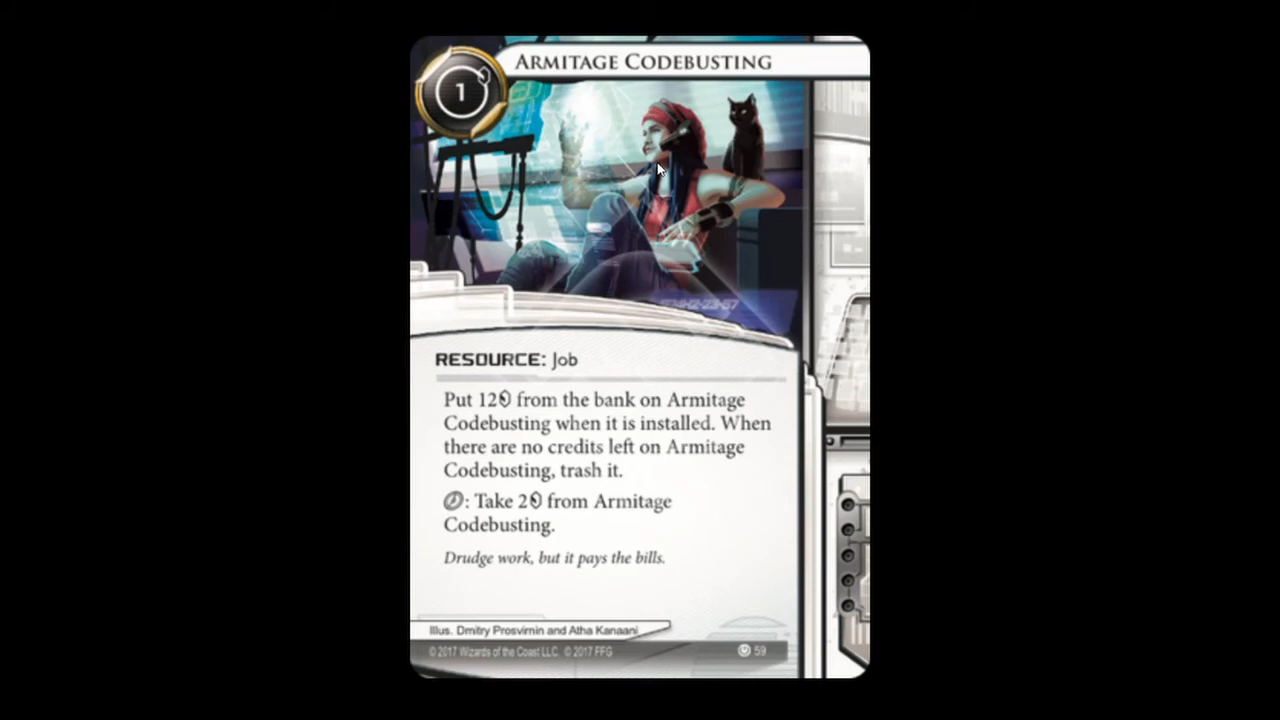 ARMITAGE CODEBUSTING
1
RESOURCE: Job
Put 12 from the bank on Armitage
Codebusting when it is installed. When
there are no credits left on Armitage
Codebusting, trash it.
: Take 2 from Armitage
Codebusting.
Drudge work, but it pays the bills.
Illus. Dmitry Prosvirnin and Atha Kanaani
© 2017 Wizards of the Coast LLC. © 2017 FFG
59